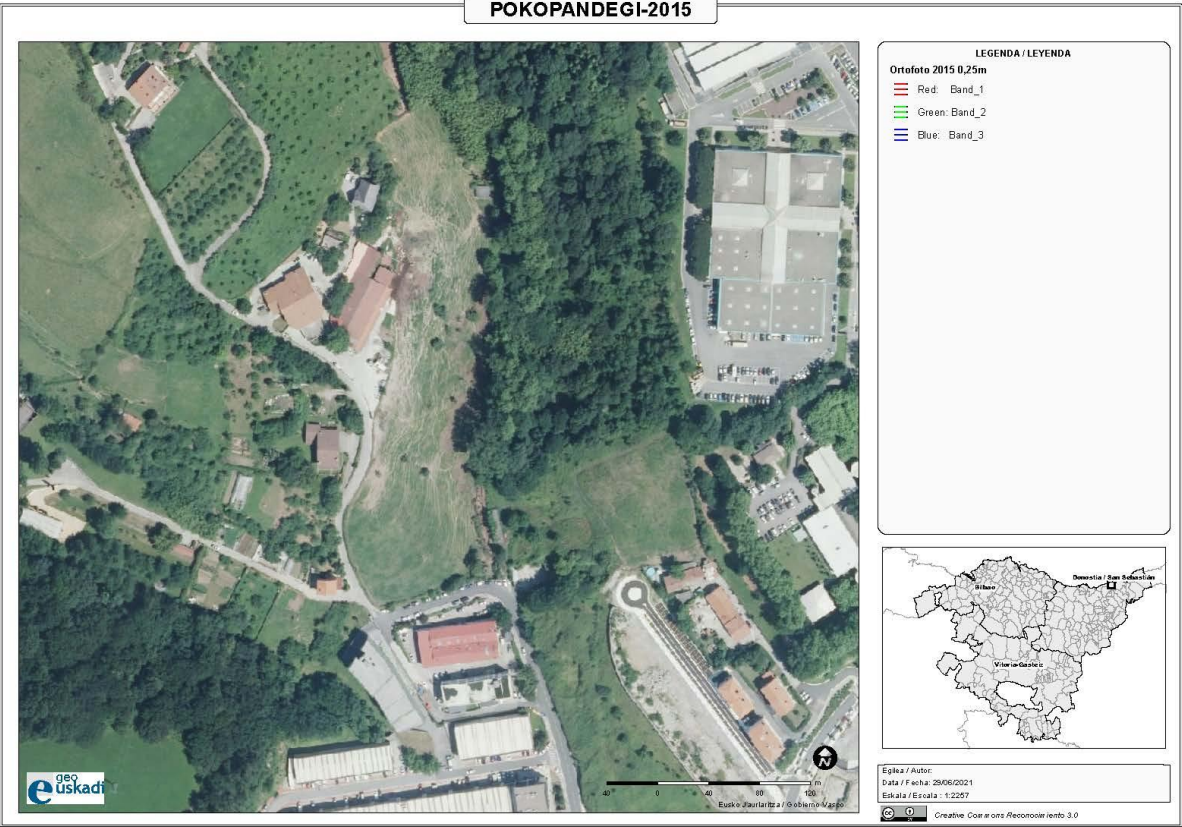 POKOPANDEGI-2015
LEGENDA / LEYENDA
Ortofoto 2015 0,25m
Red: Band_1
Green: Band_2
Blue: Band_3
Donostia / San Sebastián
Bilbao
Vitoria-Gasteiz
geo
euskadi
N
m
40 0 40 80 120
Eusko Jaurlaritza / Gobierno Vasco
Egilea / Autor:
Data / Fecha: 29/06/2021
Eskala / Escala : 1:2257
Creative Commons Reconocimiento 3.0